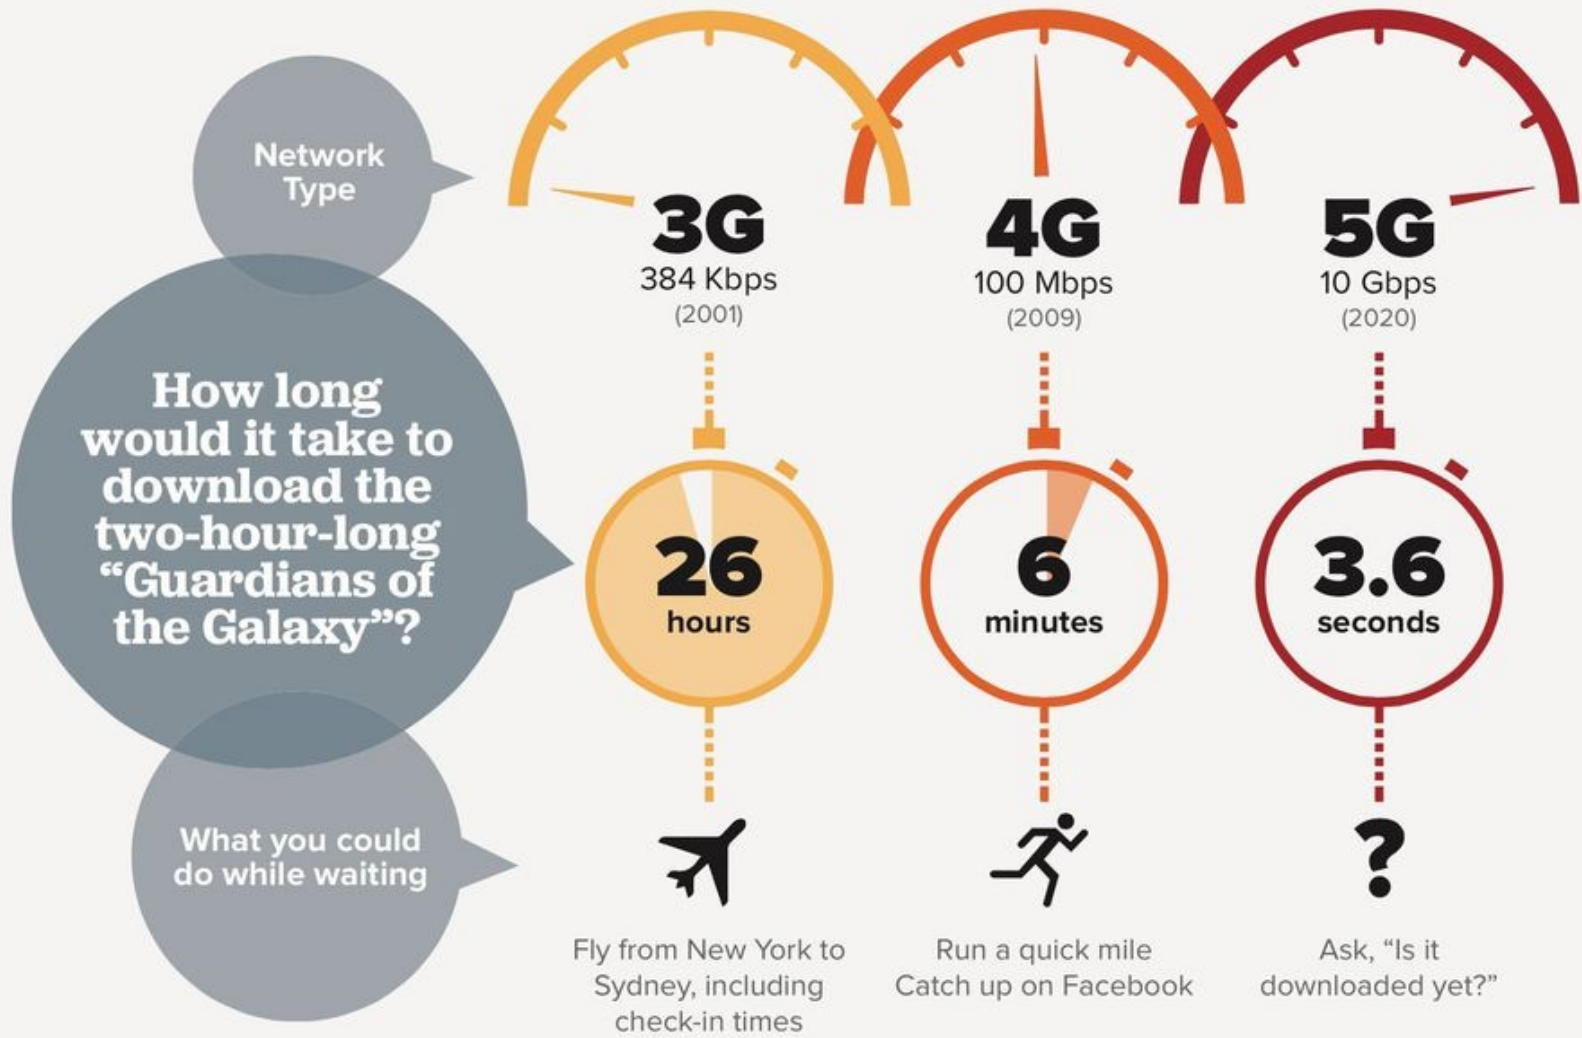 Network
Type
3G
384 Kbps
(2001)
4G
100 Mbps
(2009)
5G
10 Gbps
(2020)
How long
would it take to
download the
two-hour-long
“Guardians of
the Galaxy”?
26
hours
6
minutes
3.6
seconds
What you could
do while waiting
Fly from New York to
Sydney, including
check-in times
Run a quick mile
Catch up on Facebook
?
Ask, “Is it
downloaded yet?”